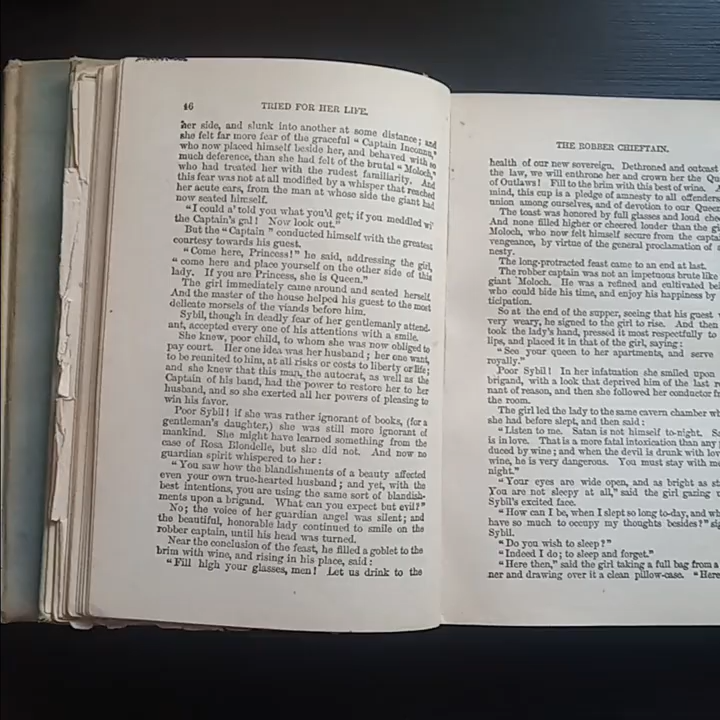 46
TRIED FOR HER LIFE.
her side, and slunk into another at some distance; and
she felt far more fear of the graceful "Captain Inconnu,"
who now placed himself beside her, and behaved with so
much deference, than she had felt of the brutal "Moloch,"
who had treated her with the rudest familiarity. And
this fear was not at all modified by a whisper that reached
her acute ears, from the man at whose side the giant had
now seated himself.
"I could a' told you what you'd get, if you meddled wi'
the Captain's gal! Now look out."
But the "Captain" conducted himself with the greatest
courtesy towards his guest.
"Come here, Princess!" he said, addressing the girl,
"come here and place yourself on the other side of this
lady. If you are Princess, she is Queen."
The girl immediately came around and seated herself.
And the master of the house helped his guest to the most
delicate morsels of the viands before him.
Sybil, though in deadly fear of her gentlemanly attend-
ant, accepted every one of his attentions with a smile.
She knew, poor child, to whom she was now obliged to
pay court. Her one idea was her husband; her one want,
to be reunited to him, at all risks or costs to liberty or life;
and she knew that this man, the autocrat, as well as the
Captain of his band, had the power to restore her to her
husband, and so she exerted all her powers of pleasing to
win his favor.
Poor Sybil! if she was rather ignorant of books, (for a
gentleman's daughter,) she was still more ignorant of
mankind. She might have learned something from the
case of Rosa Blondelle, but she did not. And now no
guardian spirit whispered to her:
"You saw how the blandishments of a beauty affected
even your own true-hearted husband; and yet, with the
best intentions, you are using the same sort of blandish-
ments upon a brigand. What can you expect but evil?"
No; the voice of her guardian angel was silent; and
the beautiful, honorable lady continued to smile on the
robber captain, until his head was turned.
Near the conclusion of the feast, he filled a goblet to the
brim with wine, and rising in his place, said:
"Fill high your glasses, men! Let us drink to the
THE ROBBER CHIEFTAIN.
health of our new sovereign. Dethroned and outcast
the law, we will enthrone her and crown her the Qu
of Outlaws! Fill to the brim with this best of wines.
mind, this cup is a pledge of amnesty to all offenders
union among ourselves, and of devotion to our Queen
The toast was honored by full glasses and loud chee
And none filled higher or cheered louder than the gi
Moloch, who now felt himself secure from the capta
vengeance, by virtue of the general proclamation of a
nesty.
The long-protracted feast came to an end at last.
The robber captain was not an impetuous brute like
giant Moloch. He was a refined and cultivated bei
who could bide his time, and enjoy his happiness by
ticipation.
So at the end of the supper, seeing that his guest
very weary, he signed to the girl to rise. And then
took the lady's hand, pressed it most respectfully to
lips, and placed it in that of the girl, saying:
"See your queen to her apartments, and serve
royally."
Poor Sybil! In her infatuation she smiled upon
brigand, with a look that deprived him of the last r
nant of reason, and then she followed her conductor fr
the room.
The girl led the lady to the same cavern chamber wh
she had before slept, and then said:
"Listen to me. Satan is not himself to-night. Sa
is in love. That is a more fatal intoxication than any
duced by wine; and when the devil is drunk with lov
wine, he is very dangerous. You must stay with m
night."
"Your eyes are wide open, and as bright as st
You are not sleepy at all," said the girl gazing
Sybil's excited face.
"How can I be, when I slept so long to-day, and wh
have so much to occupy my thoughts besides?" sig
Sybil.
"Do you wish to sleep?"
"Indeed I do; to sleep and forget."
"Here then," said the girl taking a full bag from a
ner and drawing over it a clean pillow-case. "Here